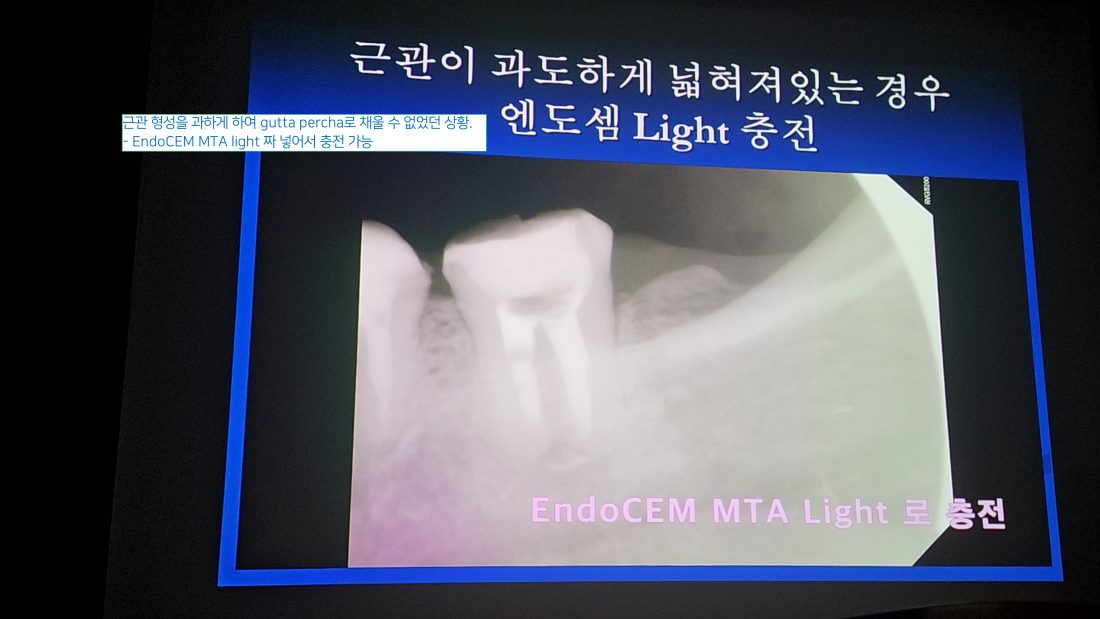 근관이 과도하게 넓혀져있는 경우
엔도셈 Light 충전
근관 형성을 과하게 하여 gutta percha로 채울 수 없었던 상황.
- EndoCEM MTA light 짜 넣어서 충전 가능
RVG5200
EndoCEM MTA Light 로 충전